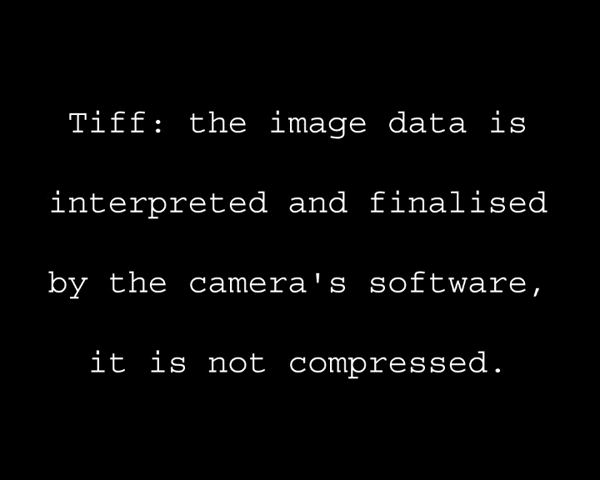 Tiff: the image data is
interpreted and finalised
by the camera's software,
it is not compressed.